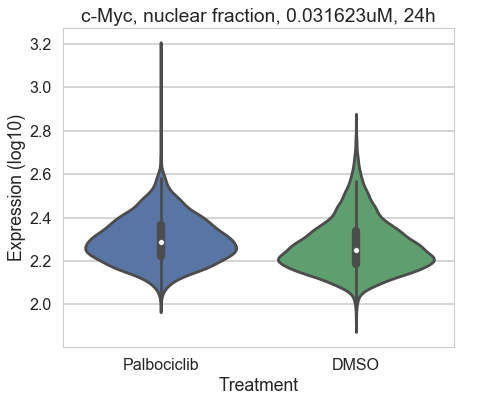 c-Myc, nuclear fraction, 0.031623uM, 24h
3.2
3.0
2.8
2.6
2.4
2.2
2.0
Expression (log10)
Palbociclib DMSO
Treatment